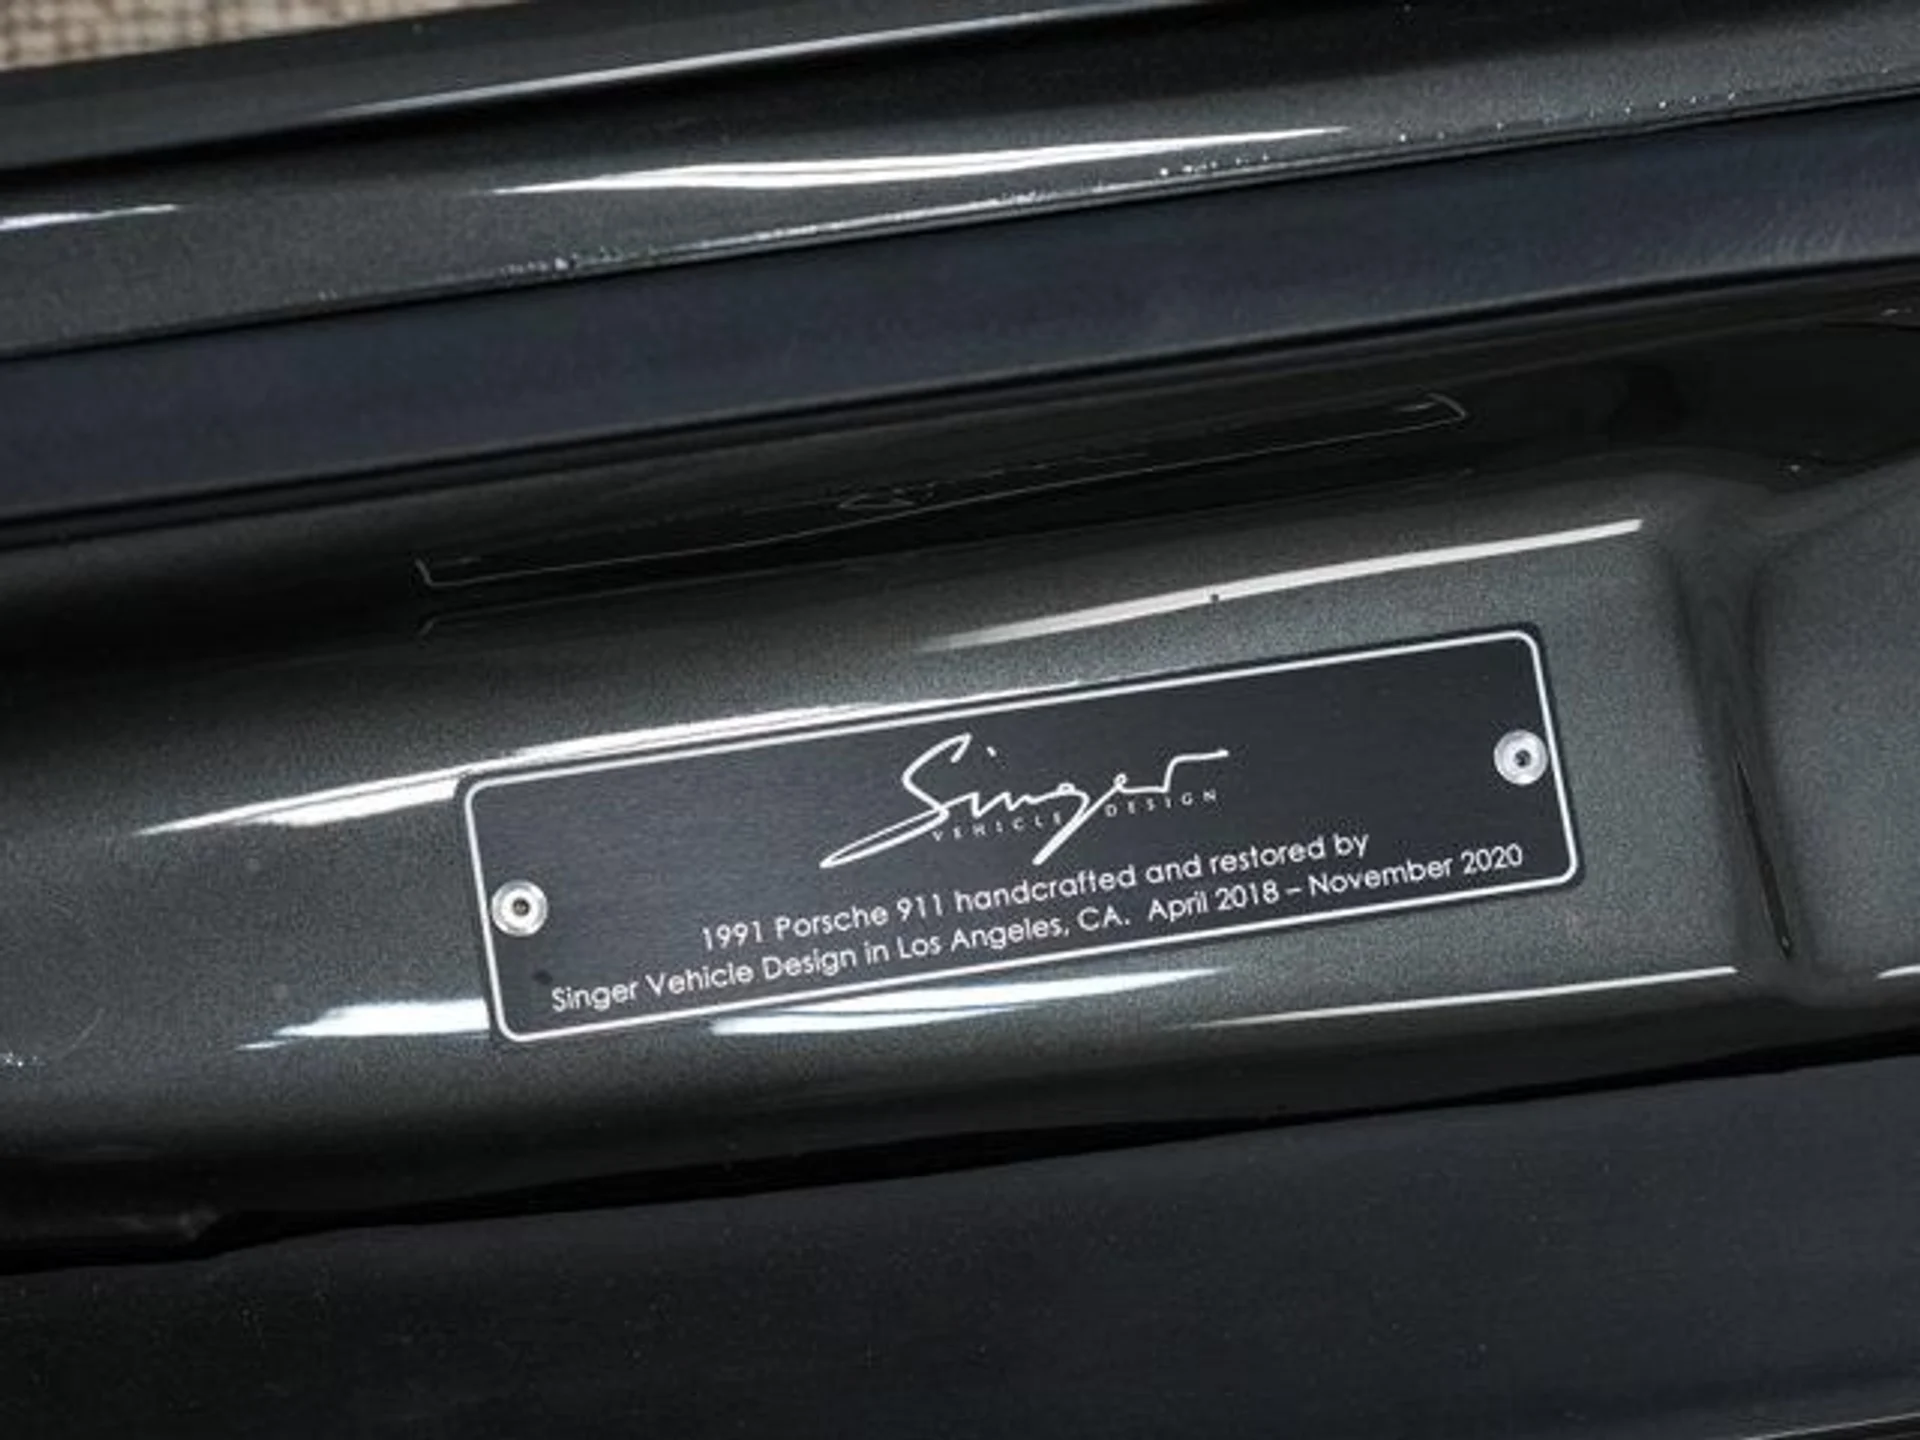 Singer
VEHICLE DESIGN
1991 Porsche 911 handcrafted and restored by
Singer Vehicle Design in Los Angeles, CA. April 2018 – November 2020